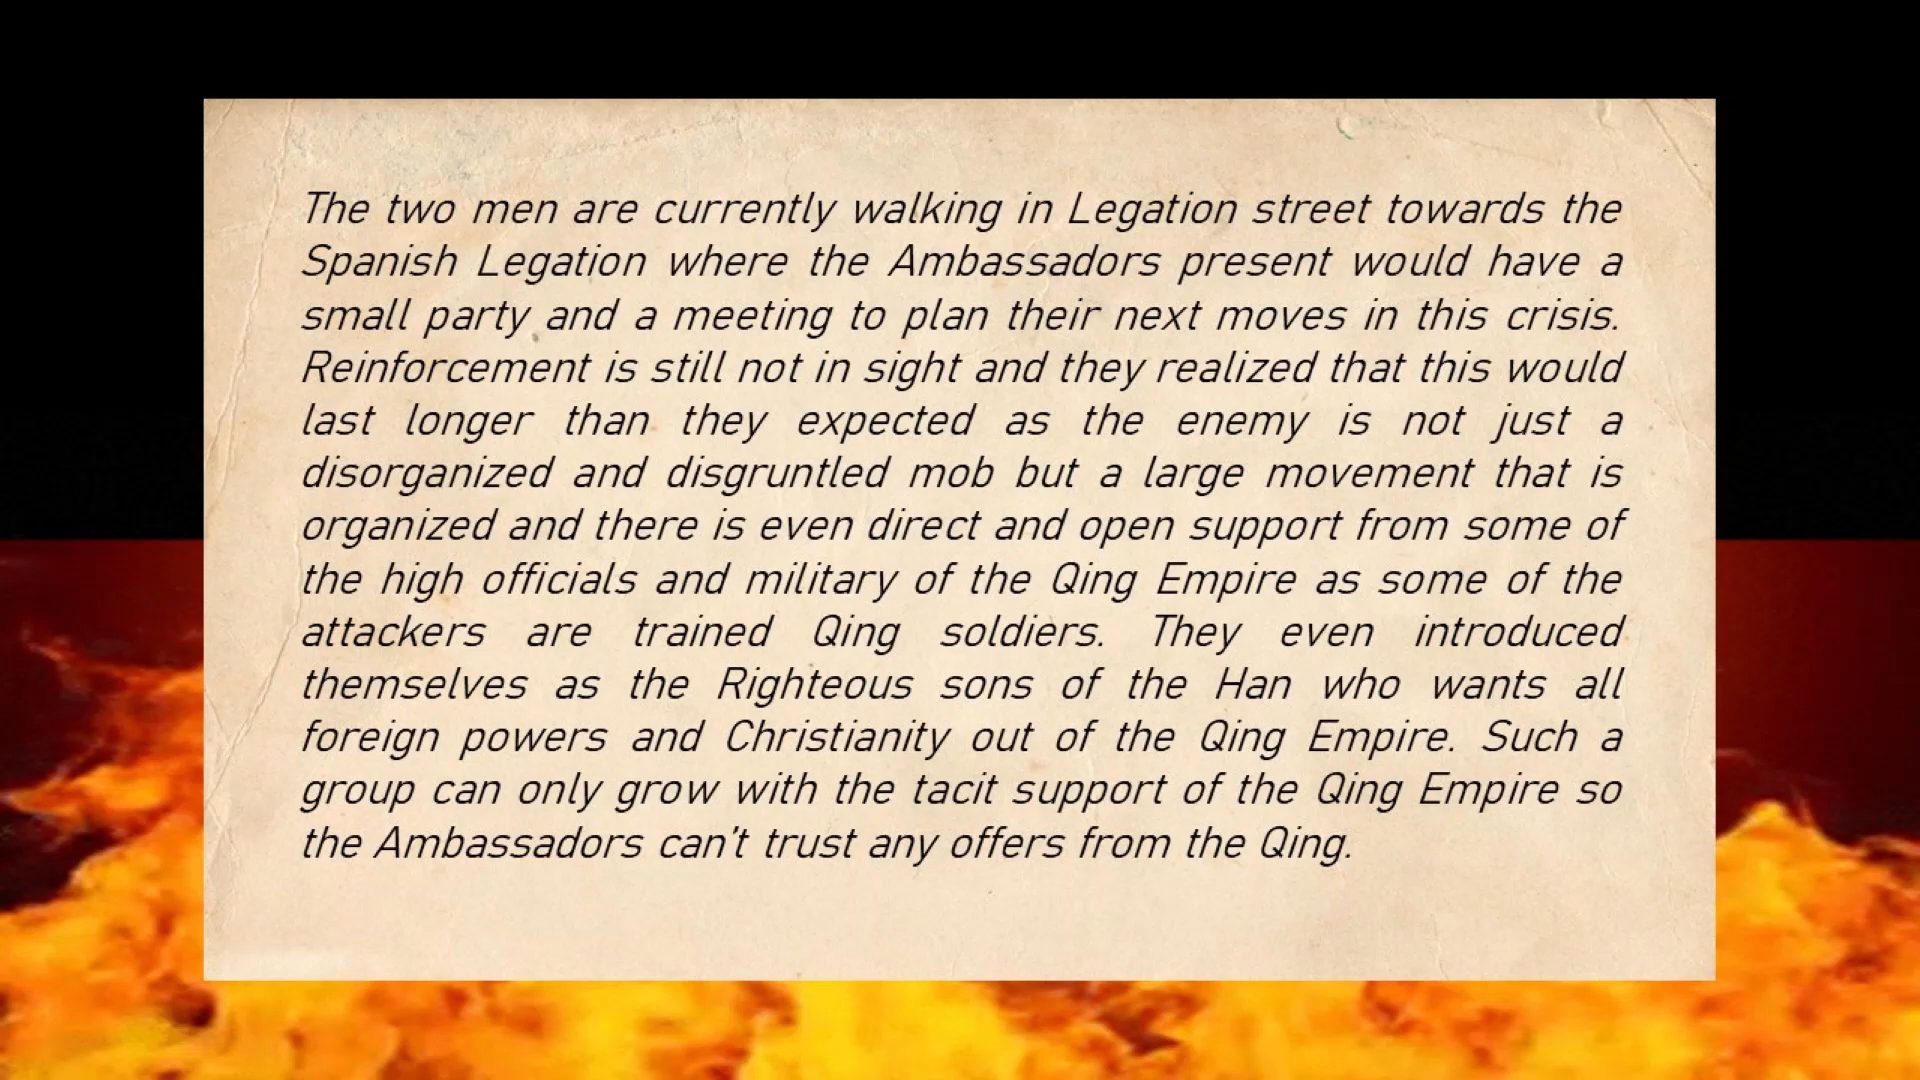 The two men are currently walking in Legation street towards the
Spanish Legation where the Ambassadors present would have a
small party and a meeting to plan their next moves in this crisis.
Reinforcement is still not in sight and they realized that this would
last longer than they expected as the enemy is not just a
disorganized and disgruntled mob but a large movement that is
organized and there is even direct and open support from some of
the high officials and military of the Qing Empire as some of the
attackers are trained Qing soldiers. They even introduced
themselves as the Righteous sons of the Han who wants all
foreign powers and Christianity out of the Qing Empire. Such a
group can only grow with the tacit support of the Qing Empire so
the Ambassadors can't trust any offers from the Qing.